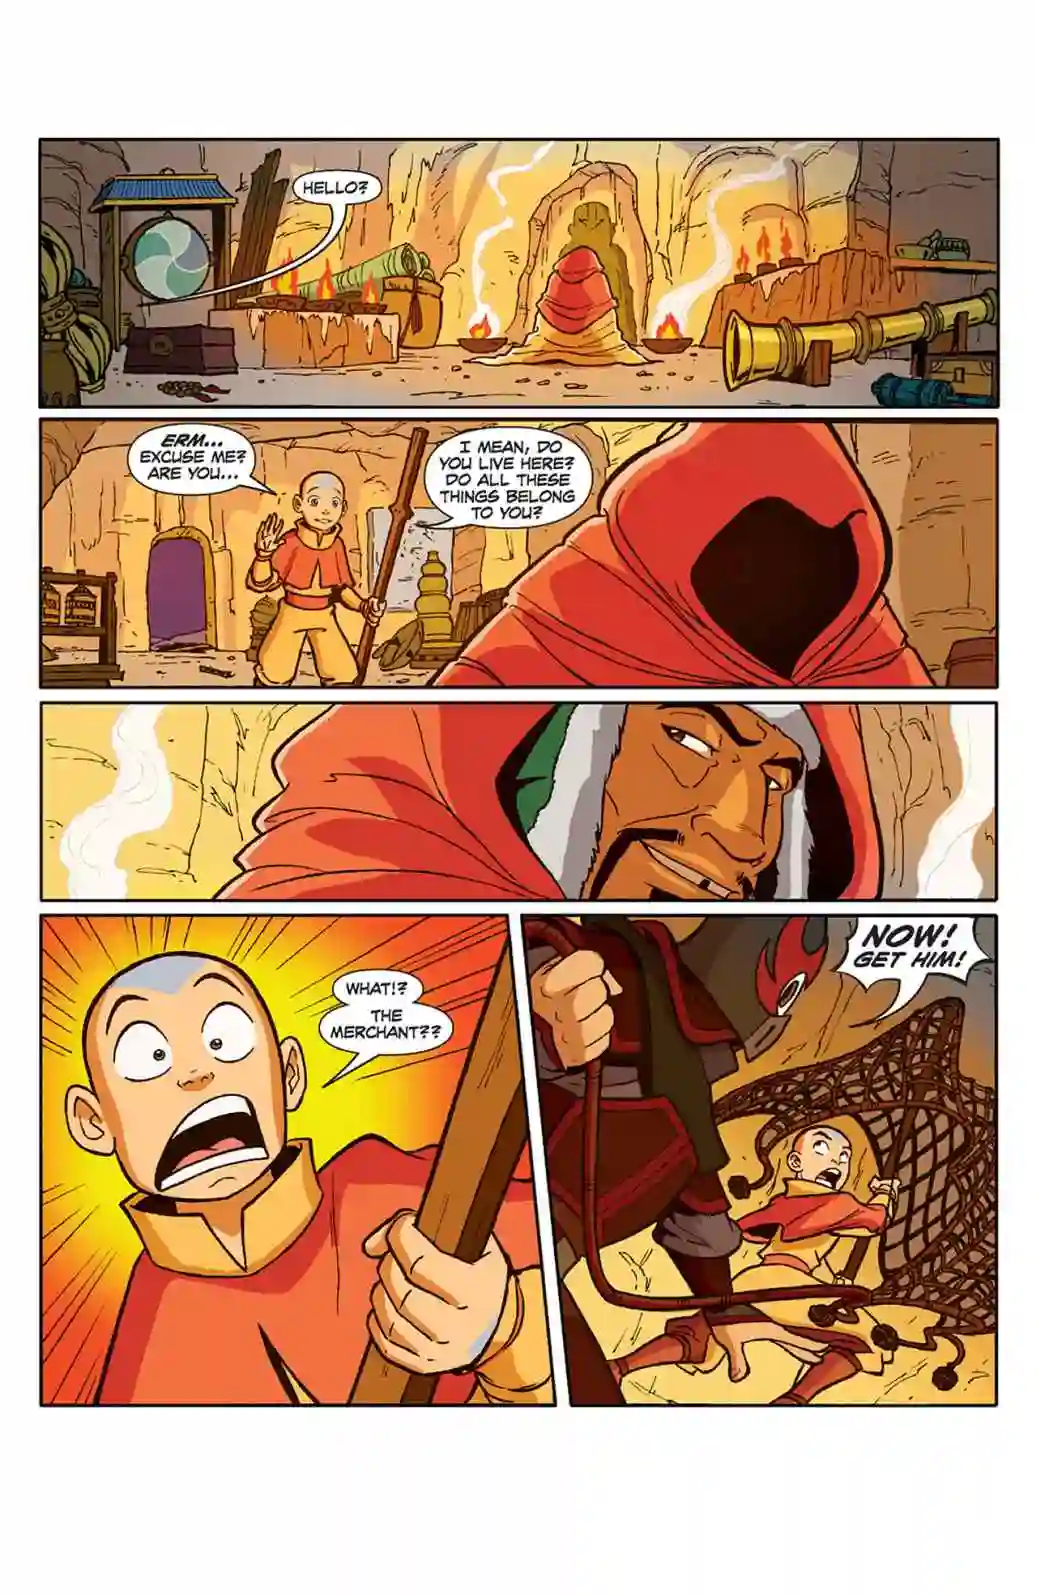 HELLO?
ERM...
EXCUSE ME?
ARE YOU...
I MEAN, DO
YOU LIVE HERE?
DO ALL THESE
THINGS BELONG
TO YOU?
WHAT!?
THE
MERCHANT??
NOW!
GET HIM!